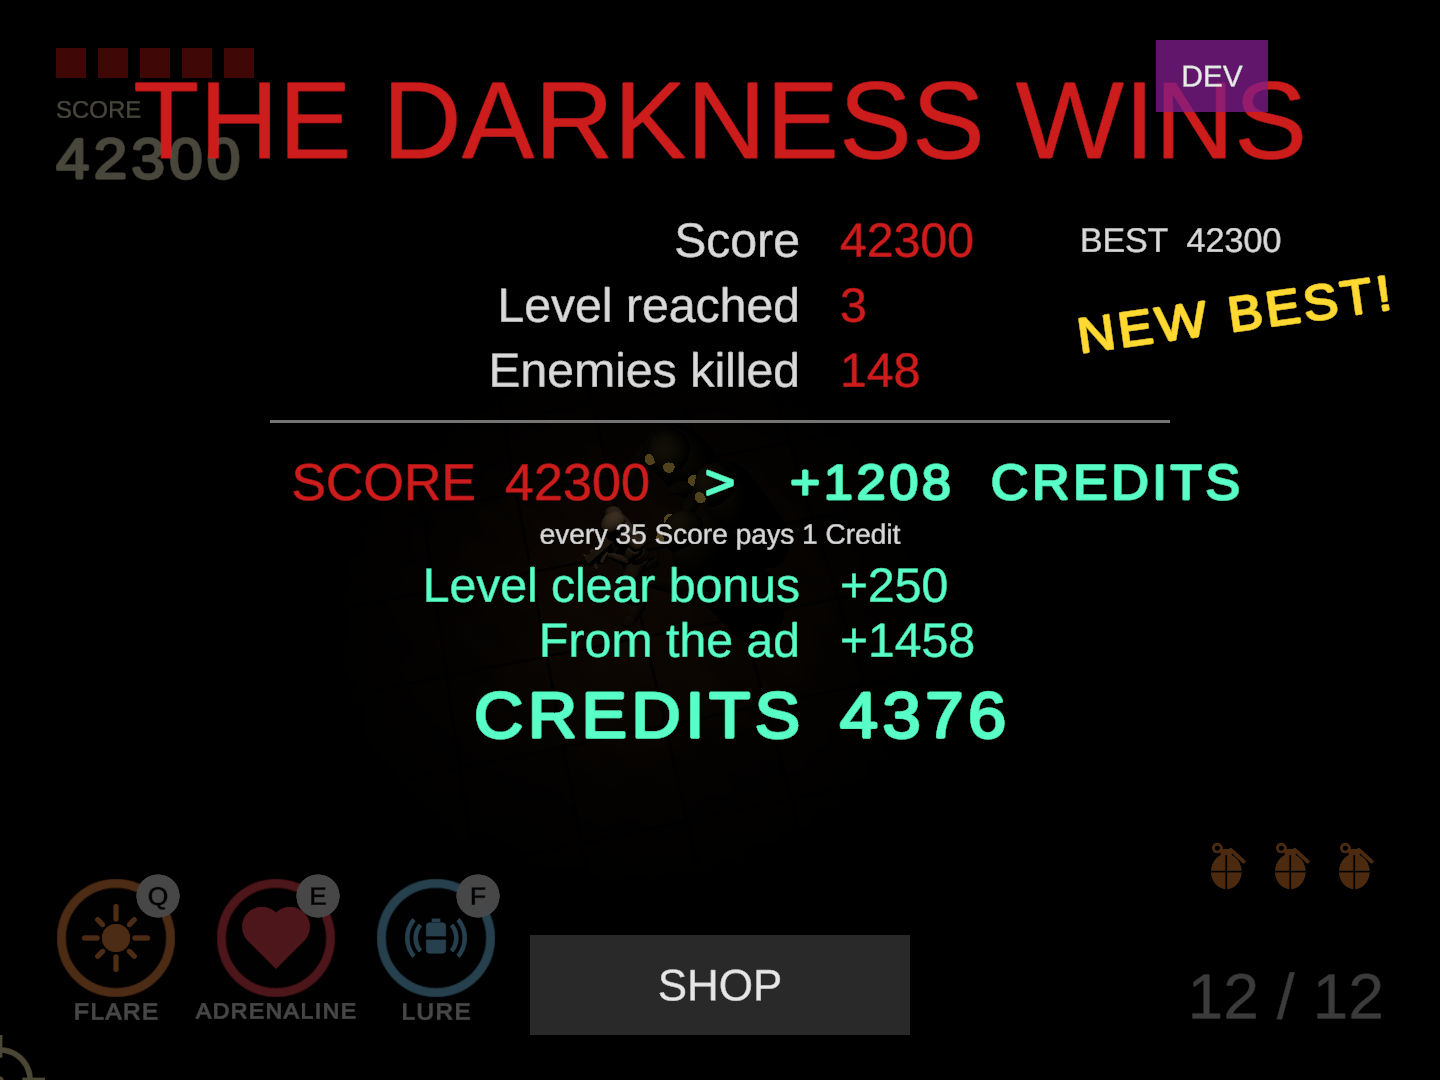 DEV
SCORE
42300
THE DARKNESS WINS
Score 42300
BEST 42300
Level reached 3
NEW BEST!
Enemies killed 148
SCORE 42300 > +1208 CREDITS
every 35 Score pays 1 Credit
Level clear bonus +250
From the ad +1458
CREDITS 4376
Q
E
F
FLARE
ADRENALINE
LURE
SHOP
12 / 12